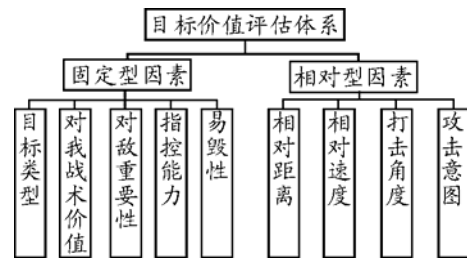 目标价值评估体系
固定型因素
相对型因素
目标类型
对我战术价值
对敌重要性
指控能力
易毁性
相对距离
相对速度
打击角度
攻击意图